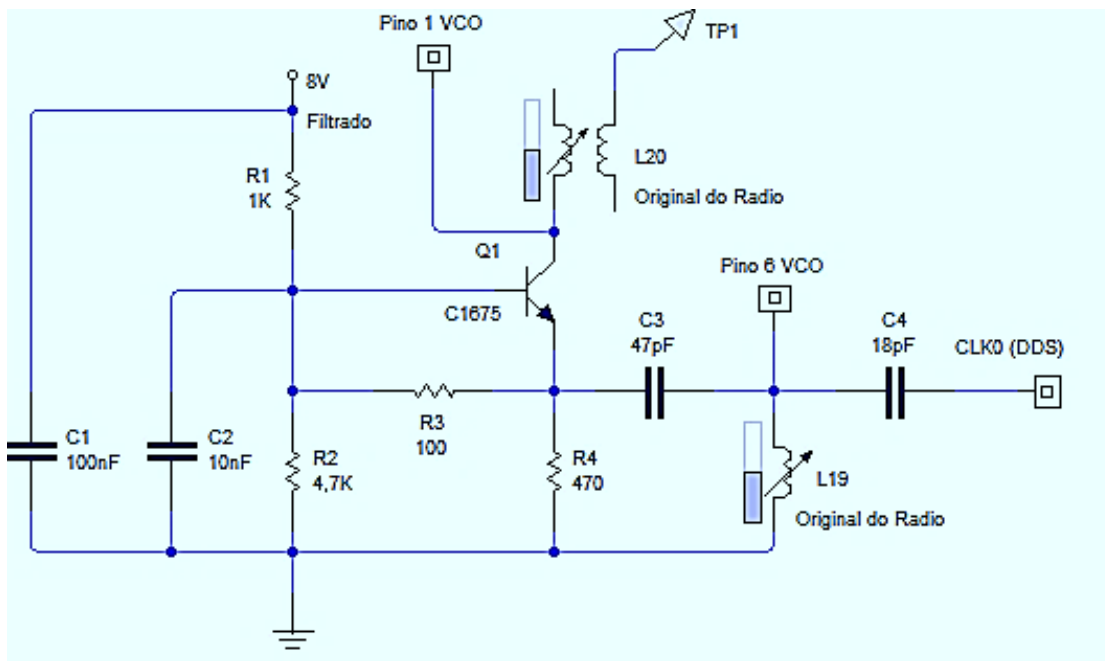 Pino 1 VCO
TP1
8V
Filtrado
R1
1K
L20
Original do Radio
Q1
C1675
Pino 6 VCO
C3
47pF
C4
18pF
CLK0 (DDS)
C1
100nF
C2
10nF
R3
100
R2
4,7K
R4
470
L19
Original do Radio